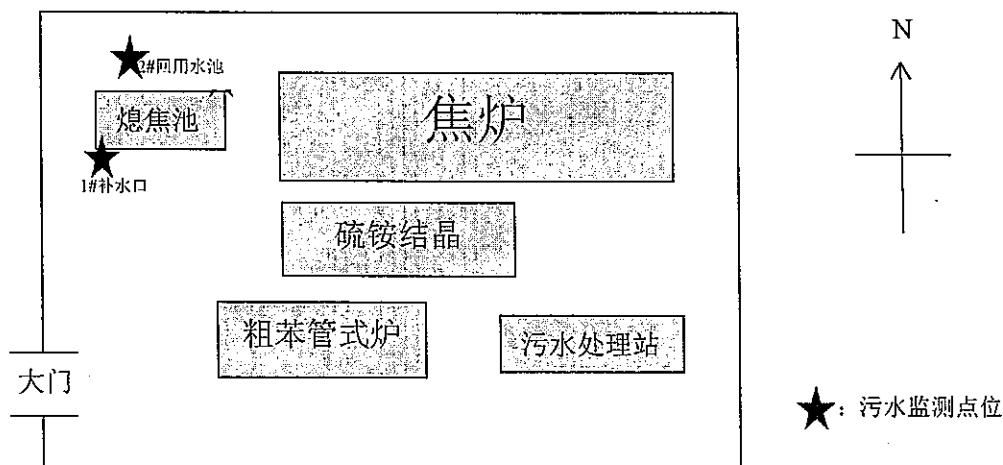 N
2#回用水池
熄焦池
焦炉
1#补水口
硫铵结晶
粗苯管式炉
污水处理站
大门
★：污水监测点位